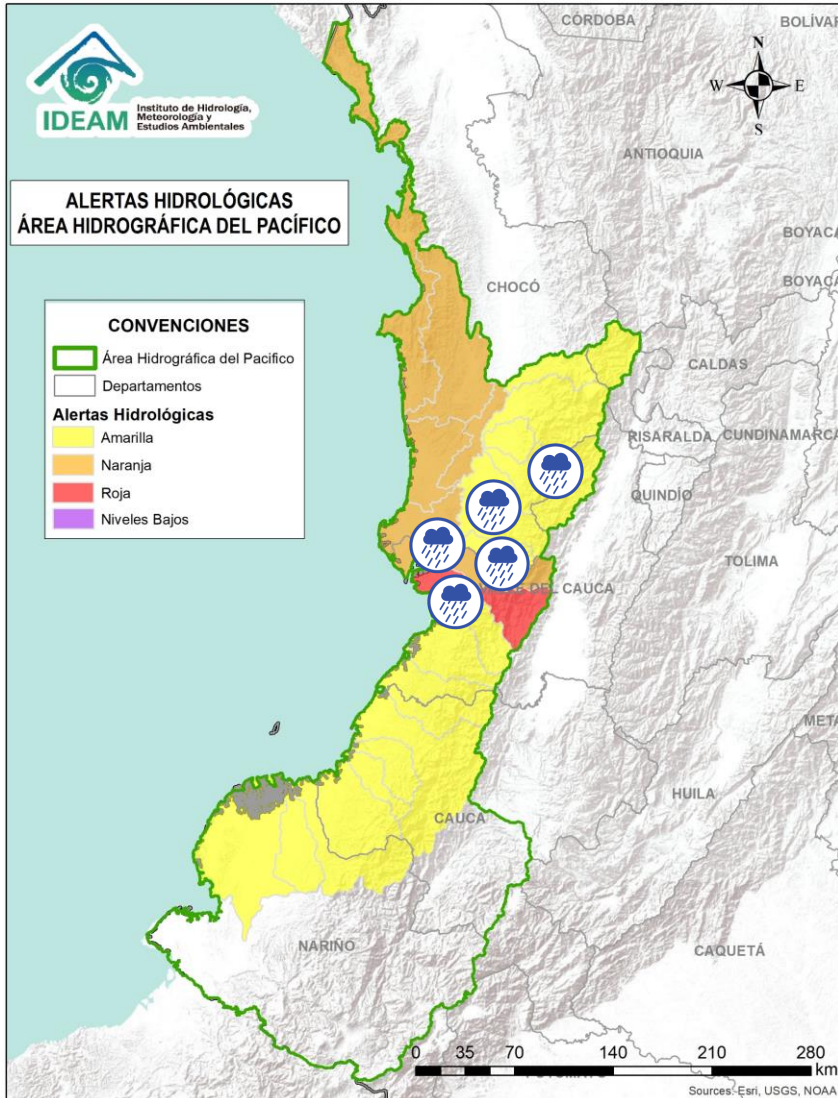 CÓRDOBA
BOLÍVAR
IDEAM
Instituto de Hidrología,
Meteorología y
Estudios Ambientales
N
W
E
S
ANTIOQUIA
ALERTAS HIDROLÓGICAS
ÁREA HIDROGRÁFICA DEL PACÍFICO
BOYACÁ
BOYACÁ
CHOCÓ
CONVENCIONES
Área Hidrográfica del Pacifico
Departamentos
Alertas Hidrológicas
Amarilla
Naranja
Roja
Niveles Bajos
CALDAS
RISARALDA
CUNDINAMARCA
QUINDÍO
TOLIMA
DEL CAUCA
META
HUILA
CAUCA
NARIÑO
CAQUETÁ
0 35 70 140 210 280
km
Sources: Esri, USGS, NOAA